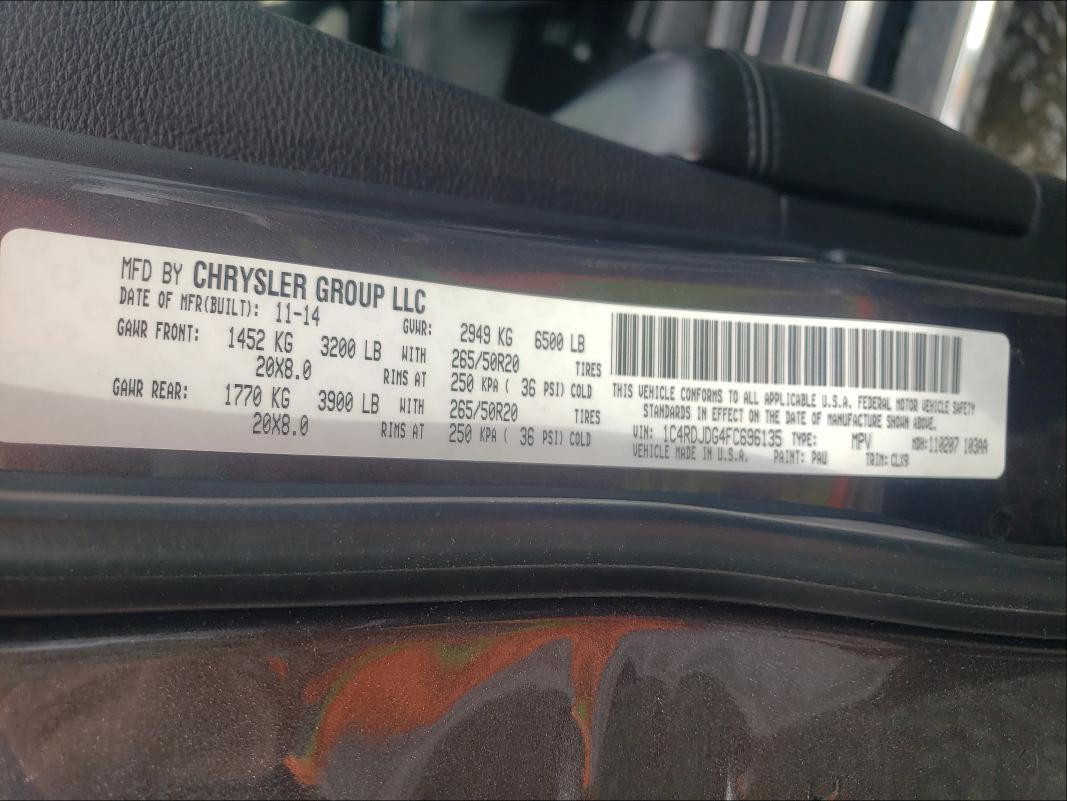 MFD BY CHRYSLER GROUP LLC
DATE OF MFR(BUILT): 11-14 GVWR: 2949 KG 6500 LB
GAWR FRONT: 1452 KG 3200 LB WITH 265/50R20 TIRES
20X8.0 RIMS AT 250 KPA ( 36 PSI) COLD
GAWR REAR: 1770 KG 3900 LB WITH 265/50R20 TIRES
20X8.0 RIMS AT 250 KPA ( 36 PSI) COLD
THIS VEHICLE CONFORMS TO ALL APPLICABLE U.S.A. FEDERAL MOTOR VEHICLE SAFETY
STANDARDS IN EFFECT ON THE DATE OF MANUFACTURE SHOWN ABOVE.
VIN: 1C4RDJDG4FC696135 TYPE: MPV MDH:110207 103AA
VEHICLE MADE IN U.S.A. PAINT: PAU TRIM: CLX9